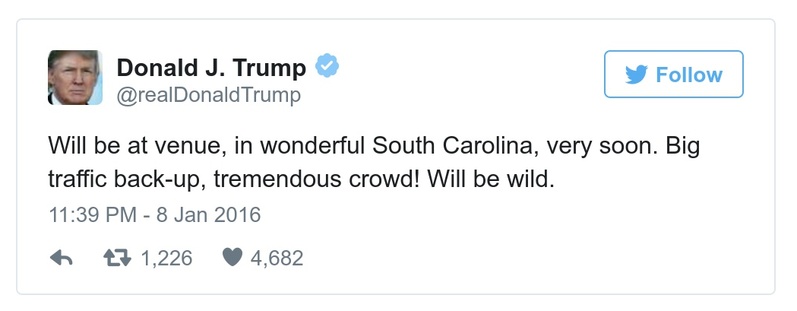 Donald J. Trump
@realDonaldTrump
Follow
Will be at venue, in wonderful South Carolina, very soon. Big
traffic back-up, tremendous crowd! Will be wild.
11:39 PM - 8 Jan 2016
1,226 4,682